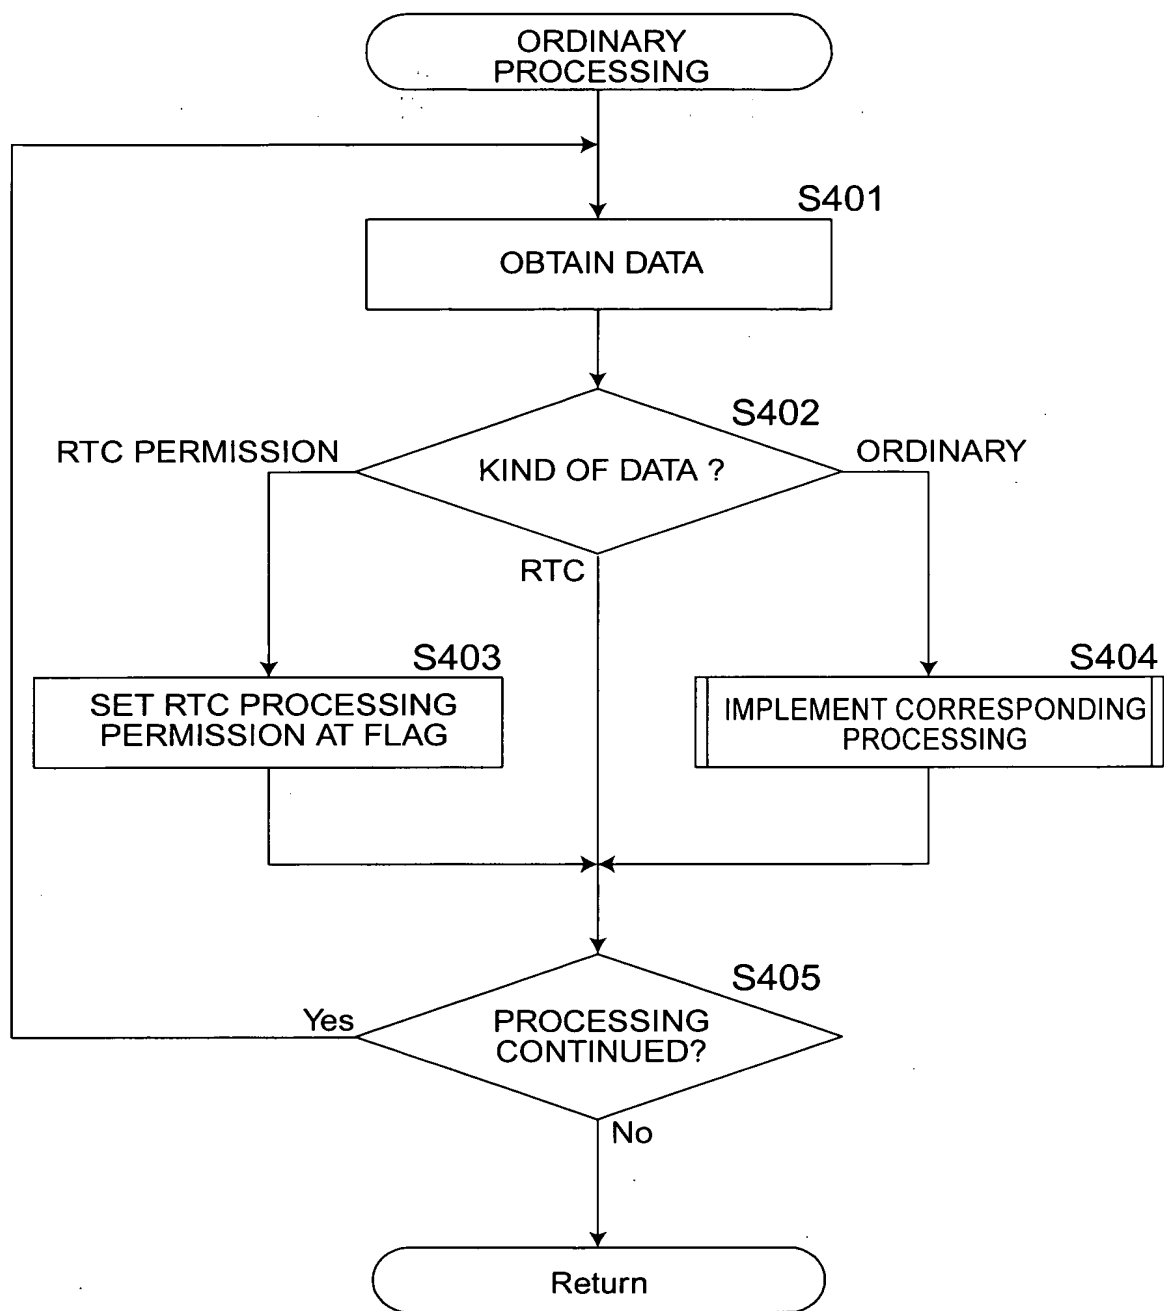 ORDINARY
PROCESSING
S401
OBTAIN DATA
S402
RTC PERMISSION
KIND OF DATA ?
ORDINARY
RTC
S403
SET RTC PROCESSING
PERMISSION AT FLAG
S404
IMPLEMENT CORRESPONDING
PROCESSING
S405
Yes
PROCESSING
CONTINUED?
No
Return